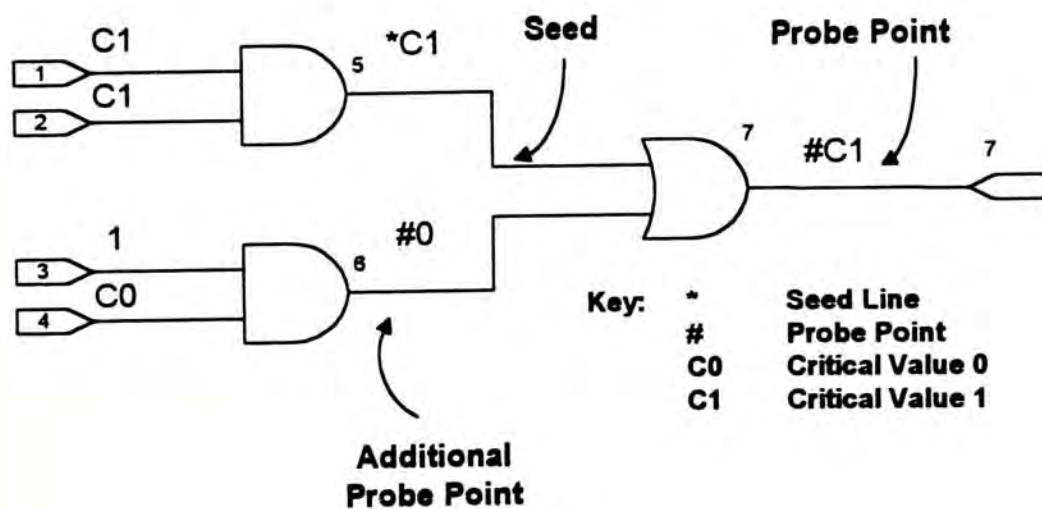 C1
*C1
Seed
Probe Point
1
5
C1
2
7
#C1
7
1
#0
3
6
C0
4
Key: * Seed Line
# Probe Point
C0 Critical Value 0
C1 Critical Value 1
Additional
Probe Point